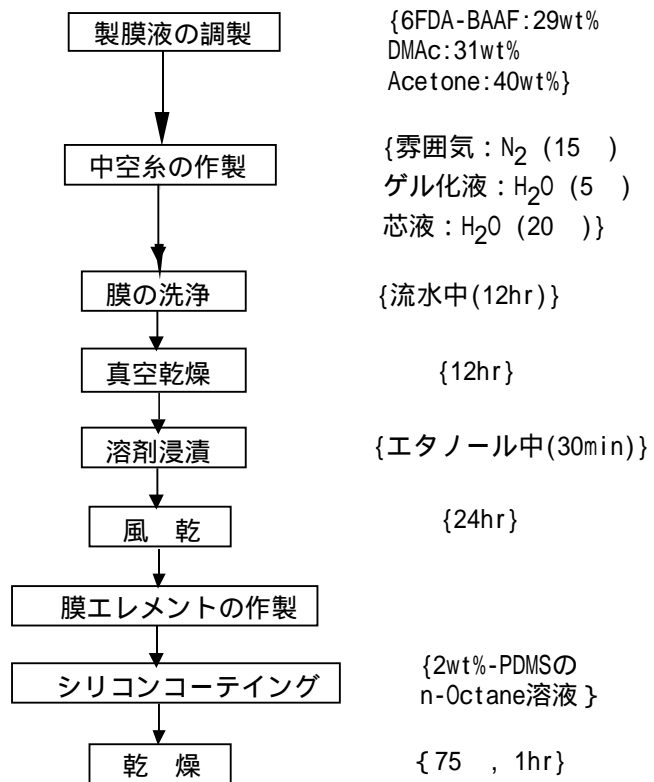 製膜液の調製
{6FDA-BAAF:29wt%
DMAc:31wt%
Acetone:40wt%}
中空糸の作製
{雰囲気:N2 (15 )
ゲル化液:H2O (5 )
芯液:H2O (20 )}
膜の洗浄
{流水中(12hr)}
真空乾燥
{12hr}
溶剤浸漬
{エタノール中(30min)}
風 乾
{24hr}
膜エレメントの作製
シリコンコーテイング
{2wt%-PDMSの
n-Octane溶液}
乾 燥
{75 , 1hr}